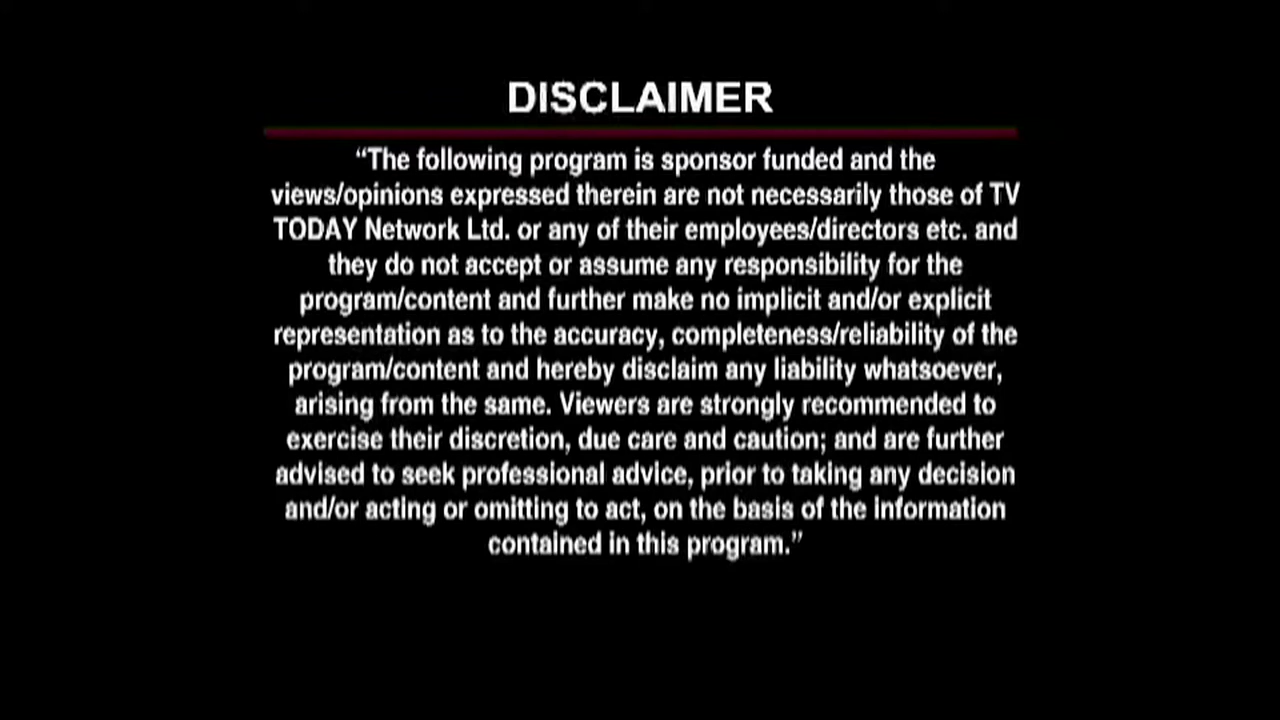 DISCLAIMER
“The following program is sponsor funded and the
views/opinions expressed therein are not necessarily those of TV
TODAY Network Ltd. or any of their employees/directors etc. and
they do not accept or assume any responsibility for the
program/content and further make no implicit and/or explicit
representation as to the accuracy, completeness/reliability of the
program/content and hereby disclaim any liability whatsoever,
arising from the same. Viewers are strongly recommended to
exercise their discretion, due care and caution; and are further
advised to seek professional advice, prior to taking any decision
and/or acting or omitting to act, on the basis of the information
contained in this program.”